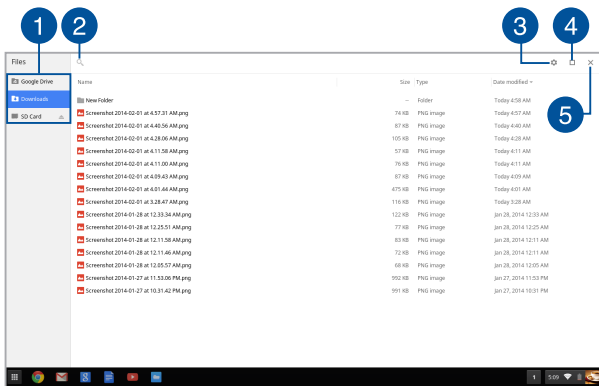 1 2 3 4
Files
Google Drive
Downloads
SD Card
5
Name Size Type Date modified
New Folder -- Folder Today 4:58 AM
Screenshot 2014-02-01 at 4.57.31 AM.png 74 KB PNG image Today 4:57 AM
Screenshot 2014-02-01 at 4.40.56 AM.png 87 KB PNG image Today 4:40 AM
Screenshot 2014-02-01 at 4.28.06 AM.png 105 KB PNG image Today 4:28 AM
Screenshot 2014-02-01 at 4.11.58 AM.png 57 KB PNG image Today 4:11 AM
Screenshot 2014-02-01 at 4.11.00 AM.png 76 KB PNG image Today 4:11 AM
Screenshot 2014-02-01 at 4.09.43 AM.png 87 KB PNG image Today 4:09 AM
Screenshot 2014-02-01 at 4.01.44 AM.png 475 KB PNG image Today 4:01 AM
Screenshot 2014-02-01 at 3.28.47 AM.png 116 KB PNG image Today 3:28 AM
Screenshot 2014-01-28 at 12.33.34 AM.png 122 KB PNG image Jan 28, 2014 12:33 AM
Screenshot 2014-01-28 at 12.25.51 AM.png 77 KB PNG image Jan 28, 2014 12:25 AM
Screenshot 2014-01-28 at 12.11.58 AM.png 83 KB PNG image Jan 28, 2014 12:11 AM
Screenshot 2014-01-28 at 12.11.46 AM.png 72 KB PNG image Jan 28, 2014 12:11 AM
Screenshot 2014-01-28 at 12.05.57 AM.png 68 KB PNG image Jan 28, 2014 12:05 AM
Screenshot 2014-01-27 at 11.53.06 PM.png 992 KB PNG image Jan 27, 2014 11:53 PM
Screenshot 2014-01-27 at 10.31.42 PM.png 991 KB PNG image Jan 27, 2014 10:31 PM
8 1 5:09